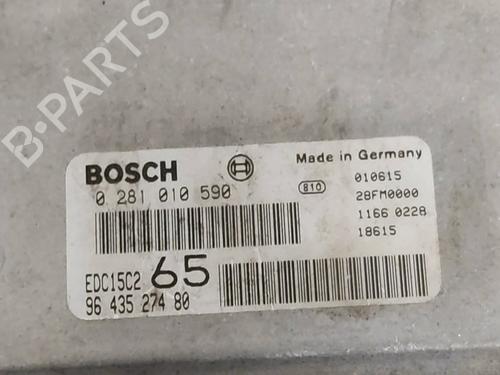 B-PARTS
BOSCH
Made in Germany
0 281 010 590
810
010615
28FM0000
1166 0228
18615
EDC15C2 65
96 435 274 80